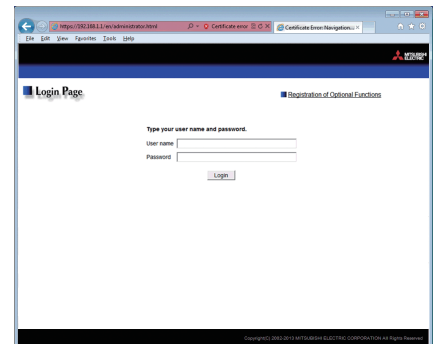 https://192.168.1.1/en/administrator.html
Certificate error
Certificate Error: Navigation...
File Edit View Favorites Tools Help
MITSUBISHI
ELECTRIC
Login Page
Registration of Optional Functions
Type your user name and password.
User name
Password
Login
Copyright(C) 2002-2013 MITSUBISHI ELECTRIC CORPORATION All Rights Reserved